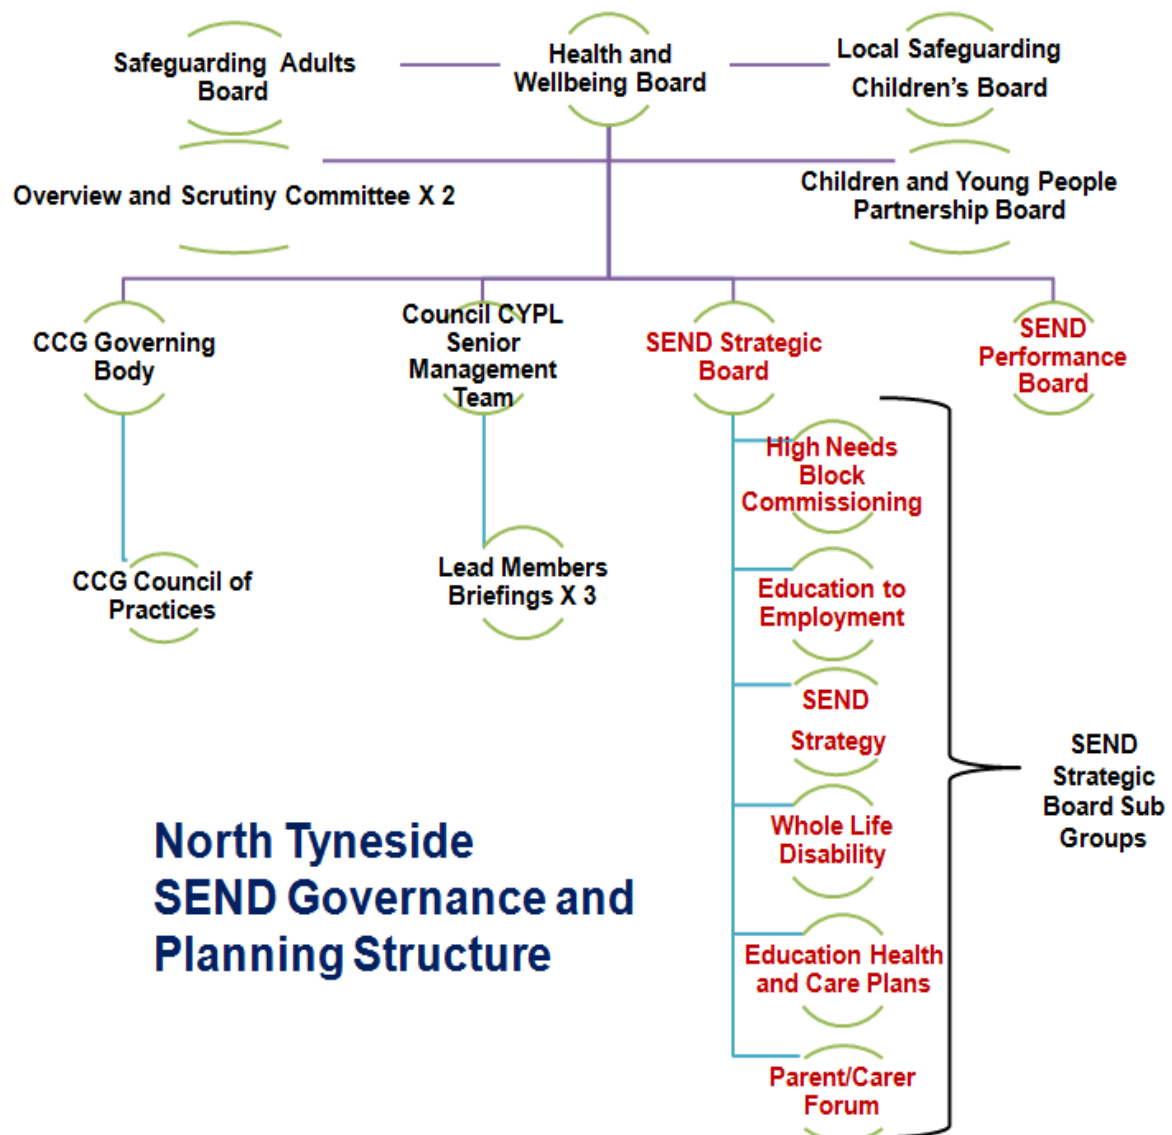 Safeguarding Adults
Board
Health and
Wellbeing Board
Local Safeguarding
Children's Board
Overview and Scrutiny Committee X 2
Children and Young People
Partnership Board
CCG Governing
Body
Council CYPL
Senior
Management
Team
SEND Strategic
Board
SEND
Performance
Board
High Needs
Block
Commissioning
CCG Council of
Practices
Lead Members
Briefings X 3
Education to
Employment
SEND
Strategy
Whole Life
Disability
Education Health
and Care Plans
Parent/Carer
Forum
SEND
Strategic
Board Sub
Groups
North Tyneside
SEND Governance and
Planning Structure